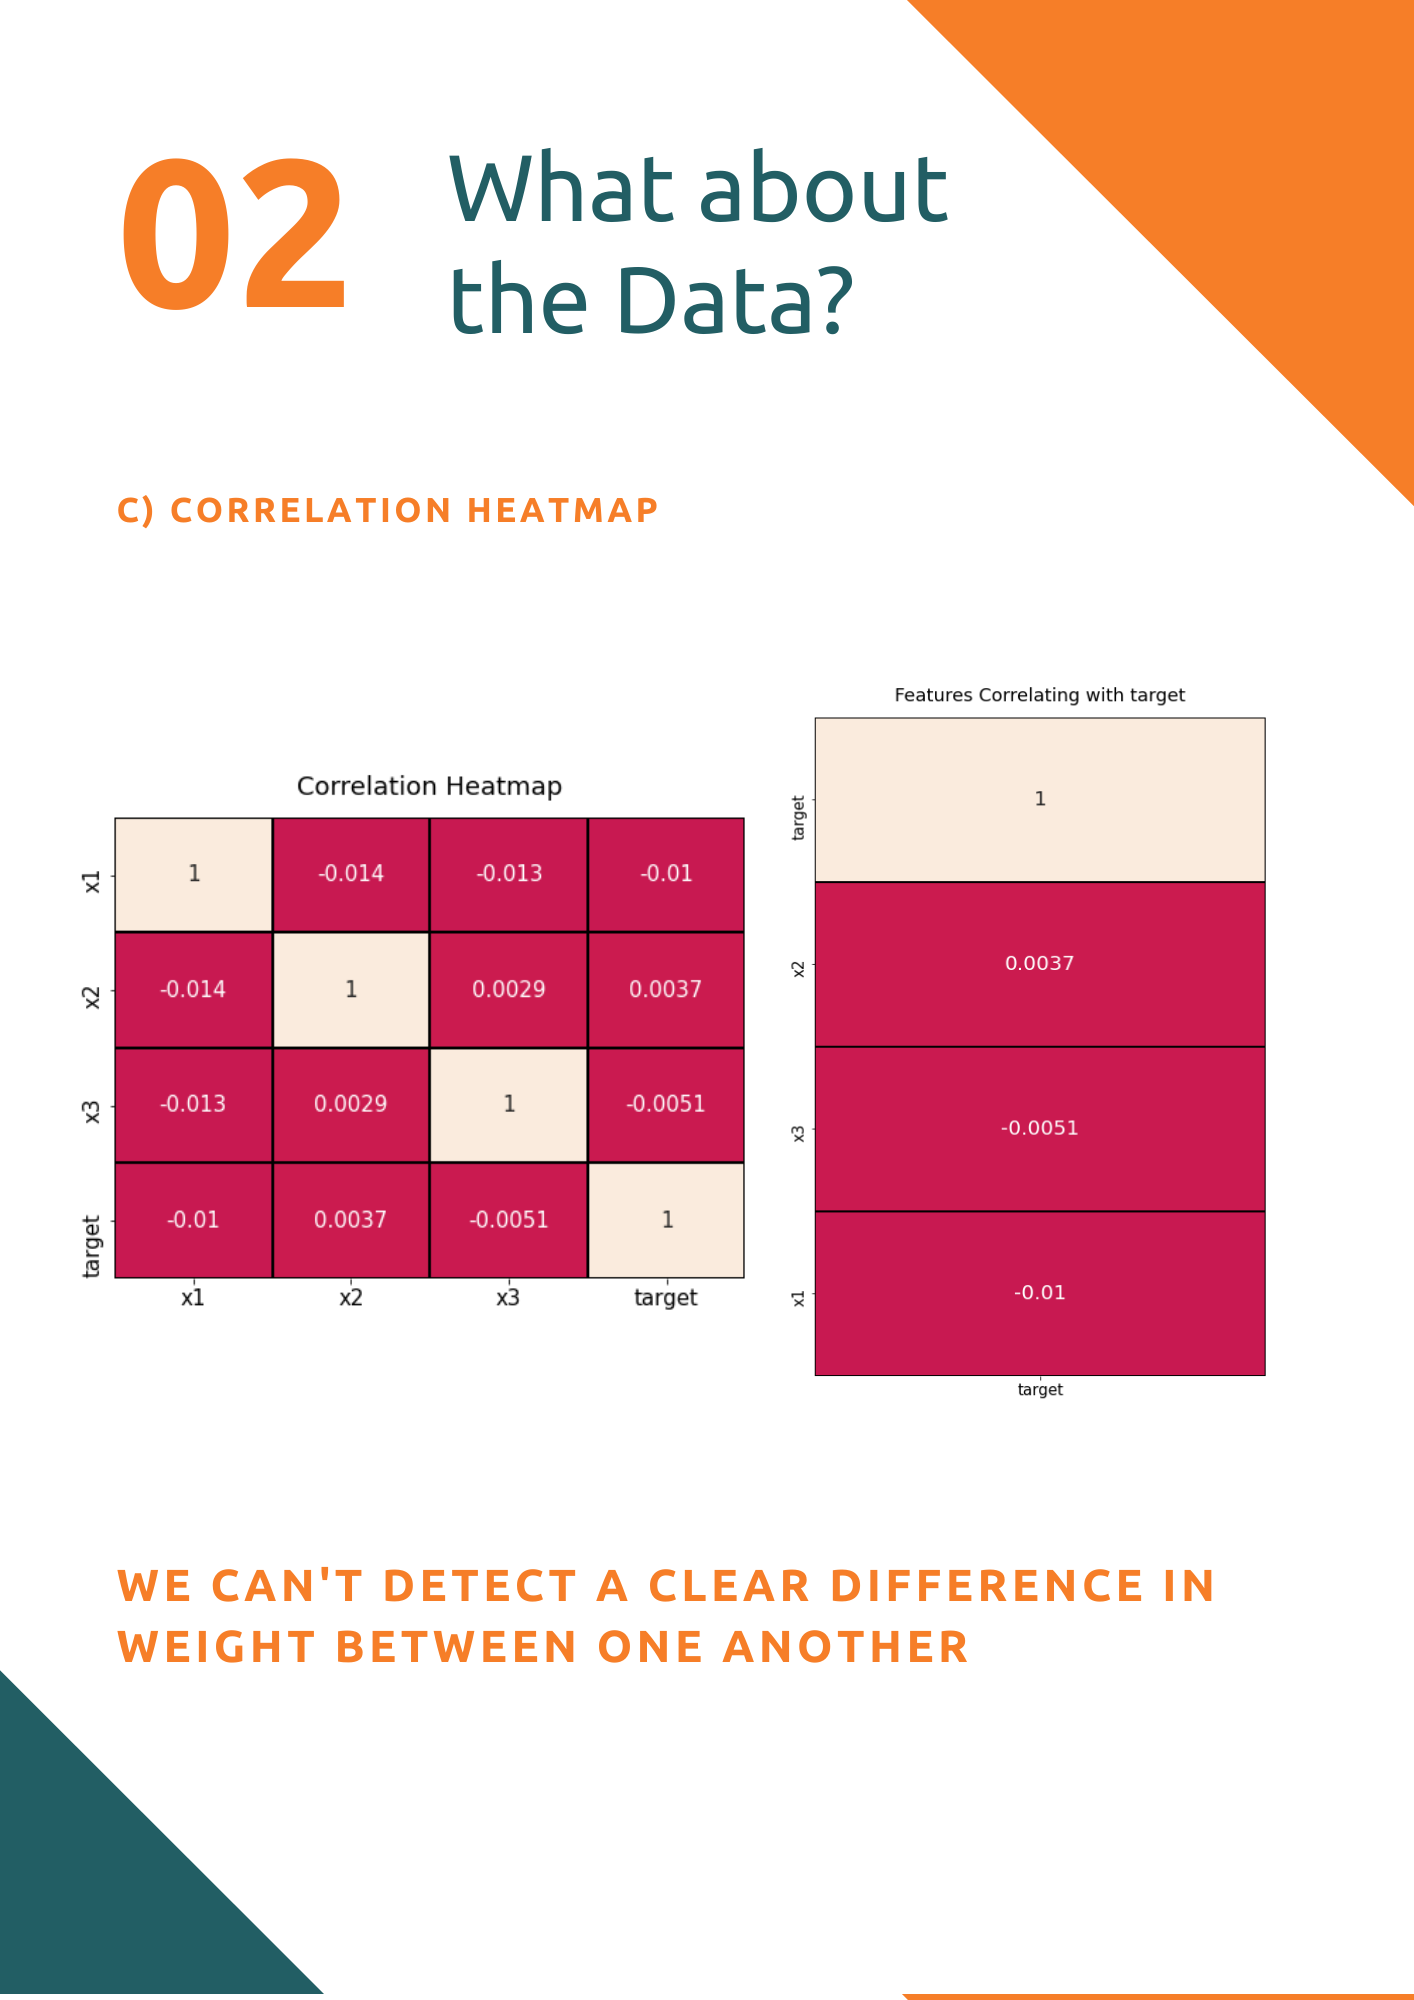 02
What about
the Data?
C) CORRELATION HEATMAP
Correlation Heatmap
x1 1 -0.014 -0.013 -0.01
x2 -0.014 1 0.0029 0.0037
x3 -0.013 0.0029 1 -0.0051
target -0.01 0.0037 -0.0051 1
x1 x2 x3 target
Features Correlating with target
target 1
x2 0.0037
x3 -0.0051
x1 -0.01
target
WE CAN'T DETECT A CLEAR DIFFERENCE IN
WEIGHT BETWEEN ONE ANOTHER